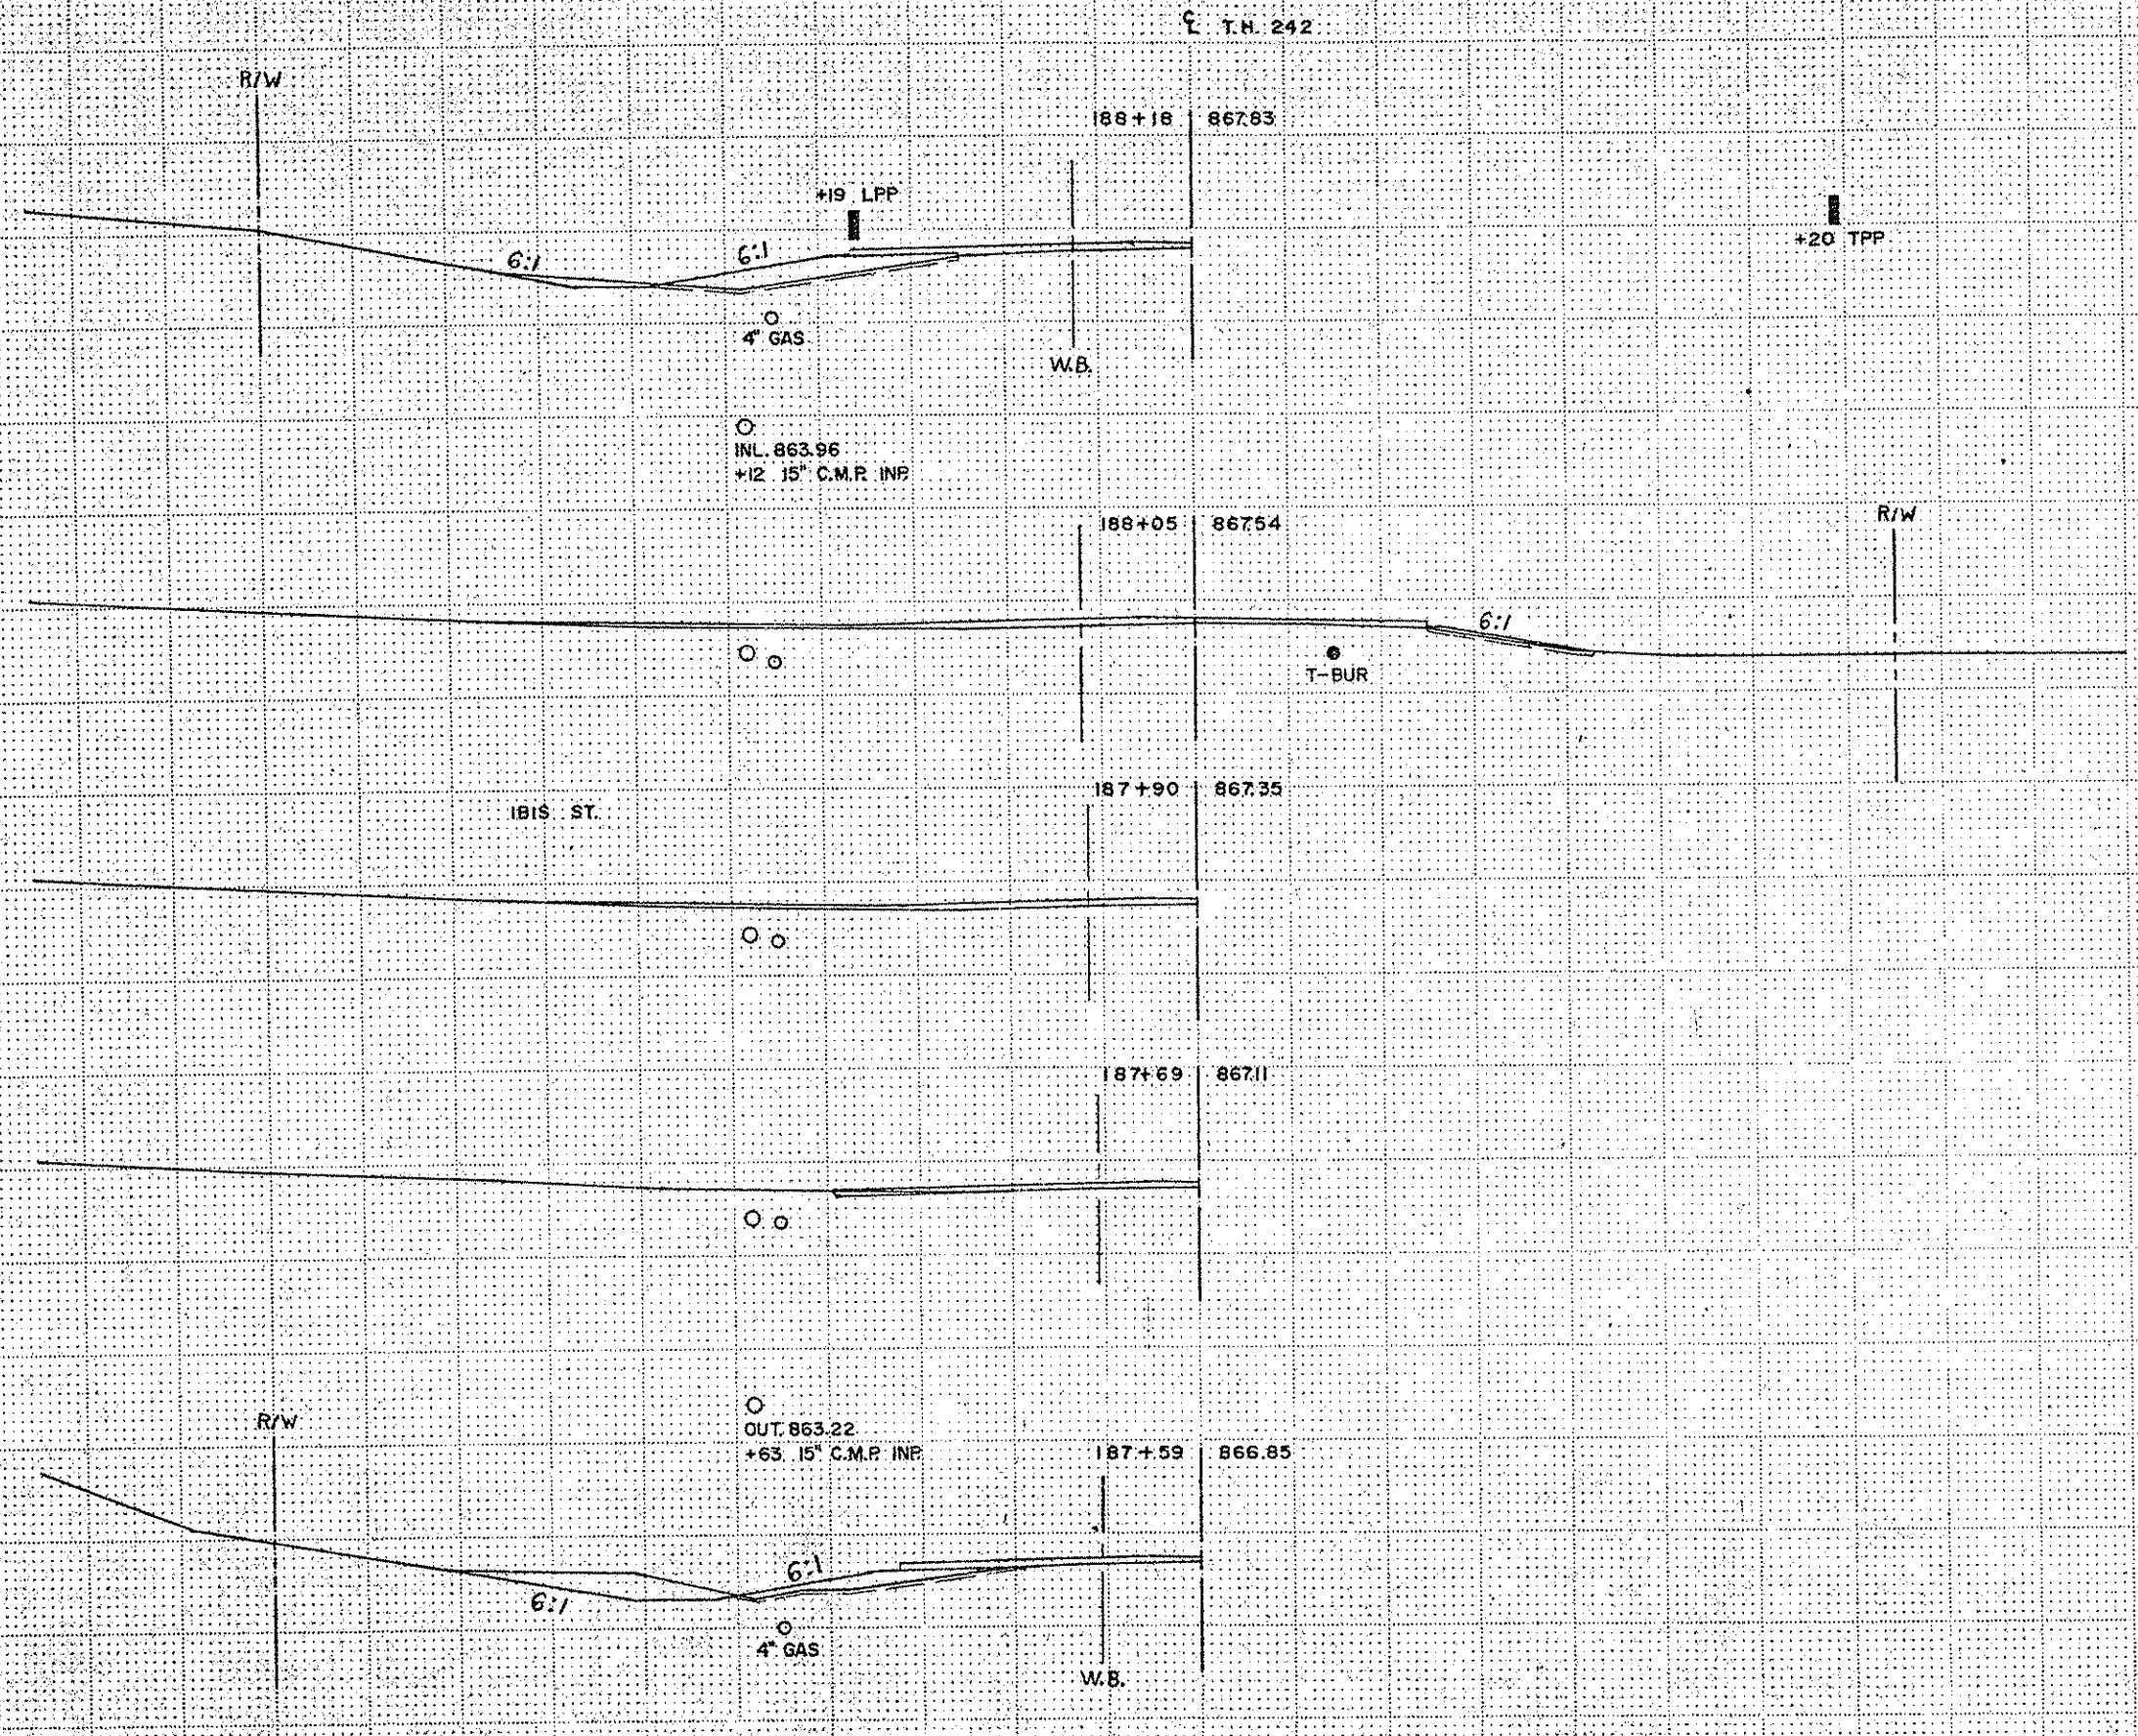 ℄ T.H. 242
R/W
188+18 867.83
+19 LPP
+20 TPP
6:1 6:1
4" GAS
W.B.
INL. 863.96
+12 15" C.M.P. INP.
188+05 867.54
R/W
6:1
T-BUR
187+90 867.35
IBIS ST.
187+69 867.11
OUT. 863.22
+63 15" C.M.P. INP.
R/W
187+59 866.85
6:1
6:1
4" GAS
W.B.